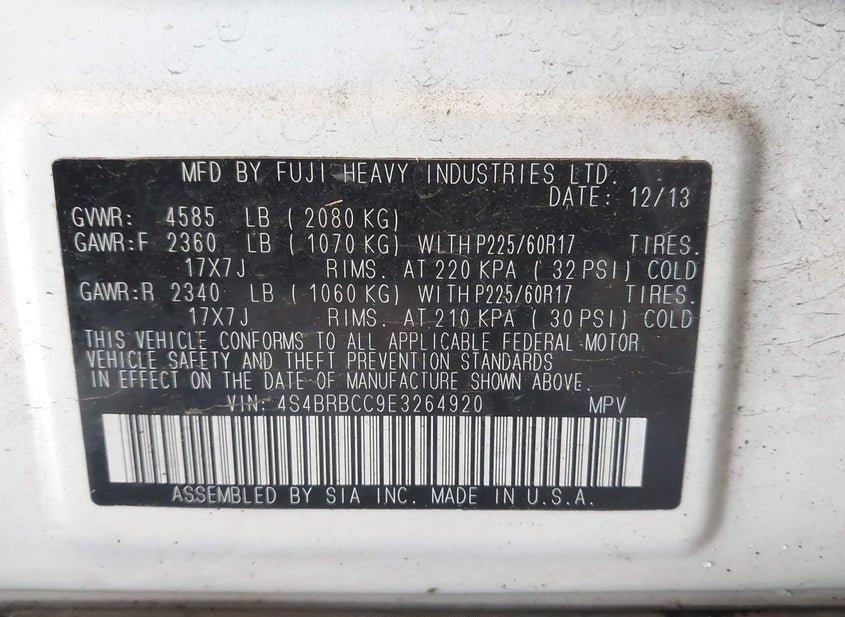 MFD BY FUJI HEAVY INDUSTRIES LTD.
DATE: 12/13
GVWR: 4585 LB ( 2080 KG)
GAWR:F 2360 LB ( 1070 KG) WITH P225/60R17 TIRES.
17X7J RIMS. AT 220 KPA ( 32 PSI) COLD
GAWR:R 2340 LB ( 1060 KG) WITH P225/60R17 TIRES.
17X7J RIMS. AT 210 KPA ( 30 PSI) COLD
THIS VEHICLE CONFORMS TO ALL APPLICABLE FEDERAL MOTOR
VEHICLE SAFETY AND THEFT PREVENTION STANDARDS
IN EFFECT ON THE DATE OF MANUFACTURE SHOWN ABOVE.
VIN: 4S4BRBCC9E3264920 MPV
ASSEMBLED BY SIA INC. MADE IN U.S.A.